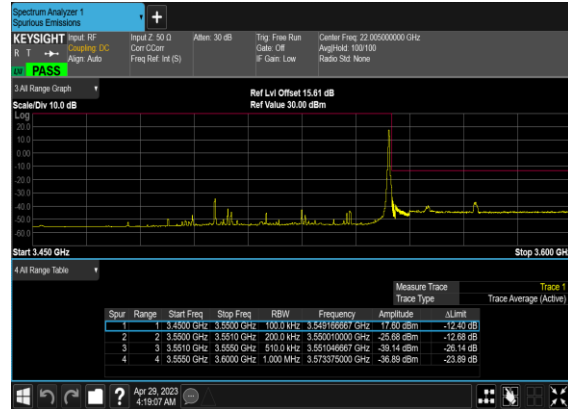 Spectrum Analyzer 1
Spurious Emissions
KEYSIGHT Input: RF Input Z: 50 Ω Atten: 30 dB Trig: Free Run Center Freq: 22.005000000 GHz
R T Coupling: DC Corr CCorr Gate: Off Avg|Hold: 100/100
Align: Auto Freq Ref: Int (S) IF Gain: Low Radio Std: None
PASS
3 All Range Graph
Ref Lvl Offset 15.61 dB
Scale/Div 10.0 dB Ref Value 30.00 dBm
Log
20.0
10.0
0.00
-10.0
-20.0
-30.0
-40.0
-50.0
-60.0
Start 3.450 GHz Stop 3.600 GHz
4 All Range Table
Measure Trace Trace 1
Trace Type Trace Average (Active)
Spur Range Start Freq Stop Freq RBW Frequency Amplitude ΔLimit
1 1 3.4500 GHz 3.5500 GHz 100.0 kHz 3.549166667 GHz 17.60 dBm -12.40 dB
2 2 3.5500 GHz 3.5510 GHz 200.0 kHz 3.550010000 GHz -25.68 dBm -12.68 dB
3 3 3.5510 GHz 3.5550 GHz 510.0 kHz 3.551046667 GHz -39.14 dBm -26.14 dB
4 4 3.5550 GHz 3.6000 GHz 1.000 MHz 3.573375000 GHz -36.89 dBm -23.89 dB
? Apr 29, 2023
4:19:07 AM